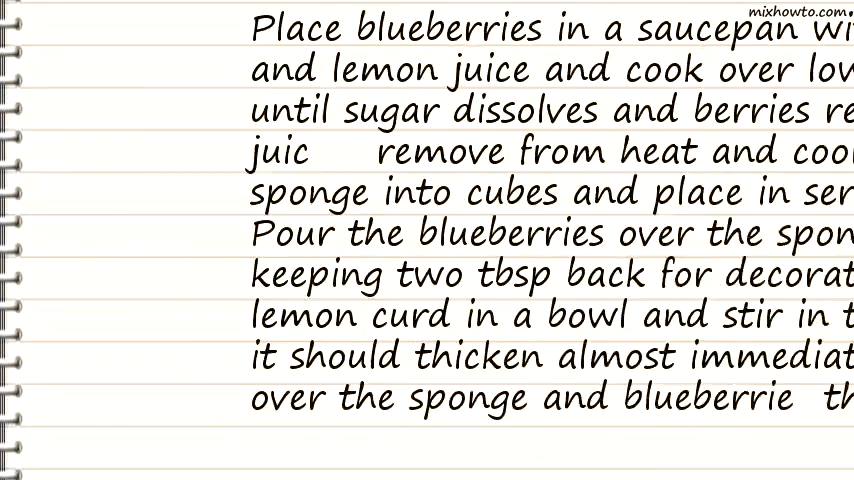 mixhowto.com
Place blueberries in a saucepan wi
and lemon juice and cook over low
until sugar dissolves and berries re
juic remove from heat and cool
sponge into cubes and place in ser
Pour the blueberries over the spon
keeping two tbsp back for decorat
lemon curd in a bowl and stir in t
it should thicken almost immediat
over the sponge and blueberrie th